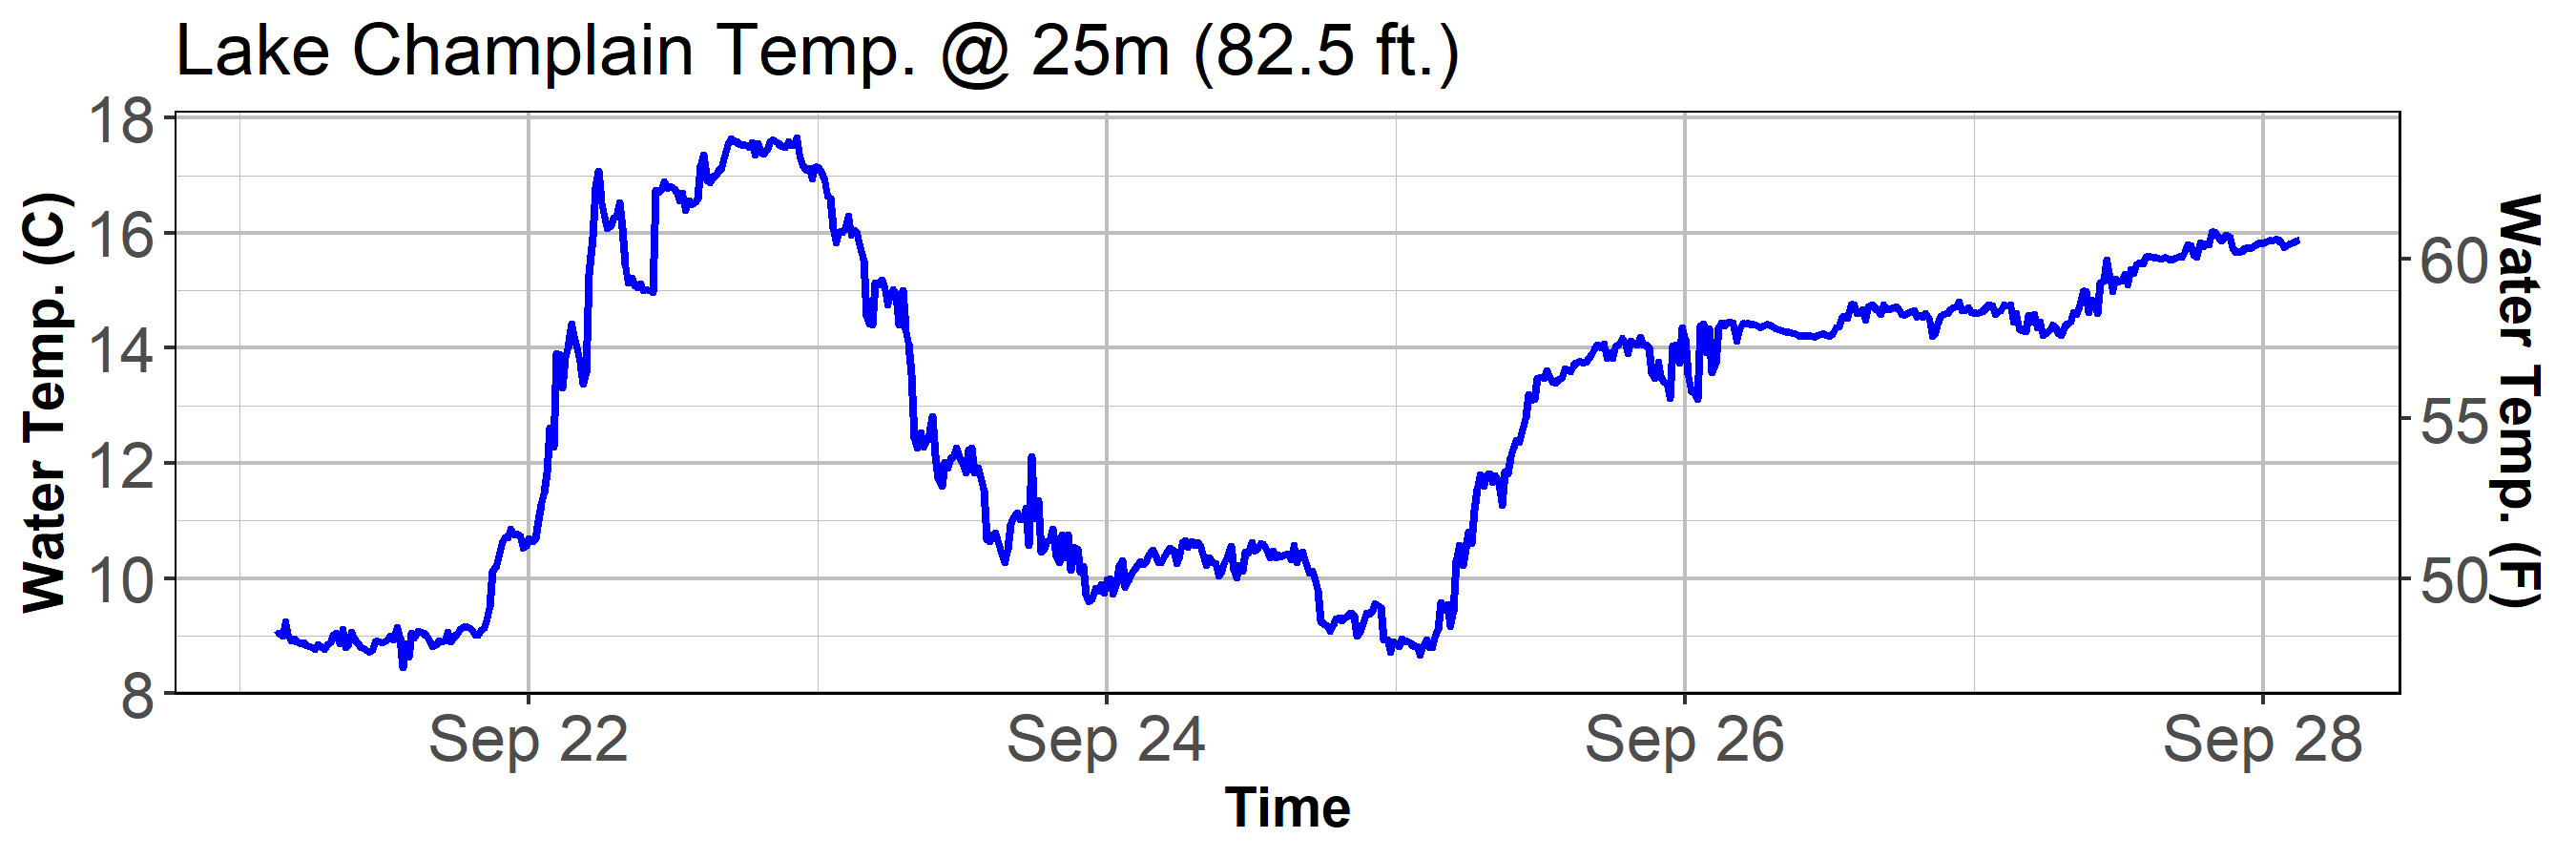 Lake Champlain Temp. @ 25m (82.5 ft.)
Water Temp. (C)
18
16
14
12
10
8
60
55
50
Water Temp. (F)
Sep 22 Sep 24 Sep 26 Sep 28
Time